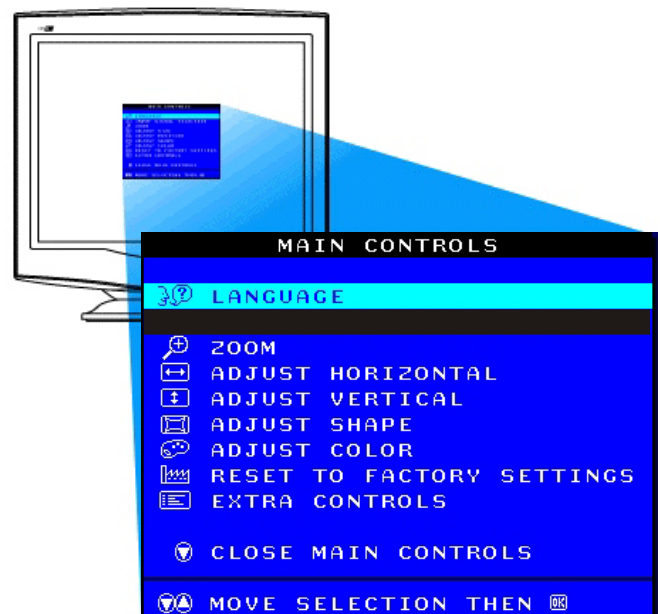 MAIN CONTROLS
LANGUAGE
ZOOM
ADJUST HORIZONTAL
ADJUST VERTICAL
ADJUST SHAPE
ADJUST COLOR
RESET TO FACTORY SETTINGS
EXTRA CONTROLS
CLOSE MAIN CONTROLS
MOVE SELECTION THEN OK